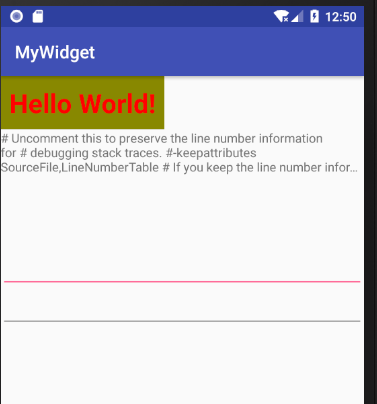 12:50
MyWidget
Hello World!
# Uncomment this to preserve the line number information
for # debugging stack traces. #-keepattributes
SourceFile,LineNumberTable # If you keep the line number infor...